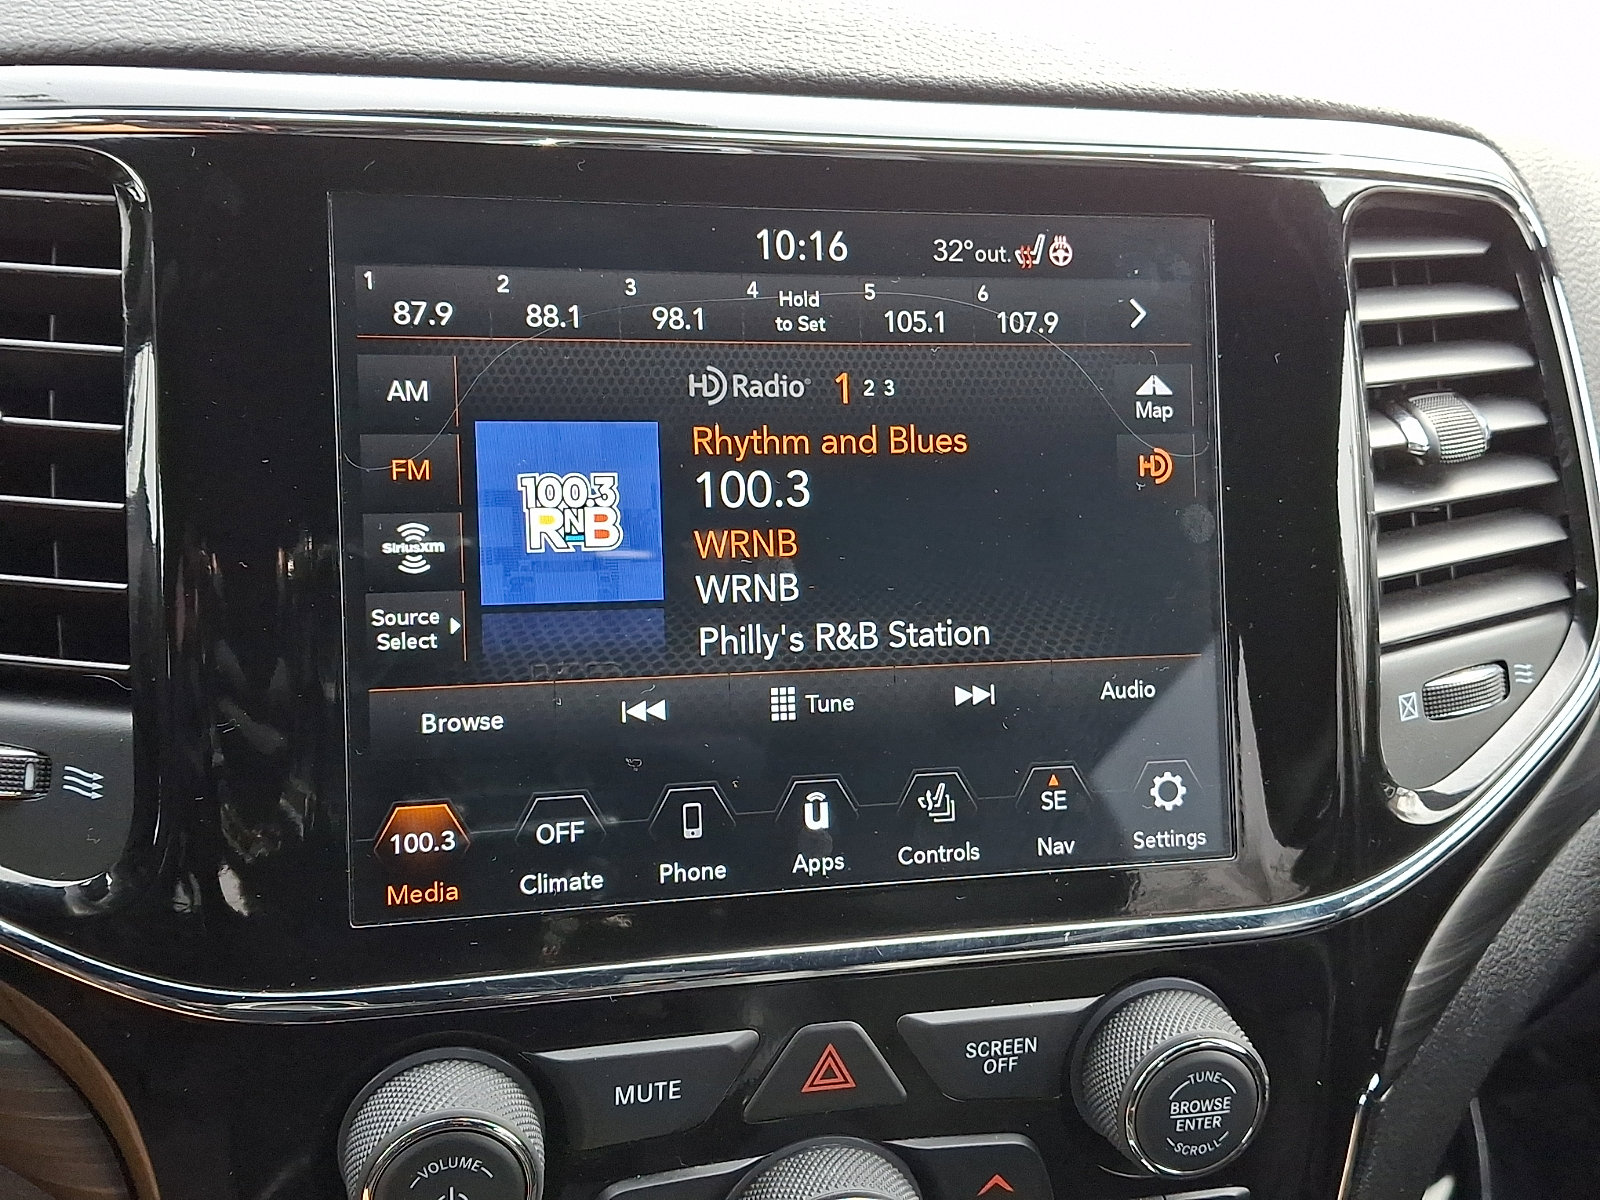 10:16
32°out.
1 87.9
2 88.1
3 98.1
4 Hold
to Set
5 105.1
6 107.9
AM
HD Radio® 1 2 3
Map
FM
HD
100.3
RNB
Rhythm and Blues
100.3
WRNB
WRNB
Philly's R&B Station
SiriusXM
Source
Select
Browse
Tune
Audio
100.3
Media
OFF
Climate
Phone
u
Apps
Controls
SE
Nav
Settings
MUTE
SCREEN
OFF
TUNE
BROWSE
ENTER
SCROLL
VOLUME